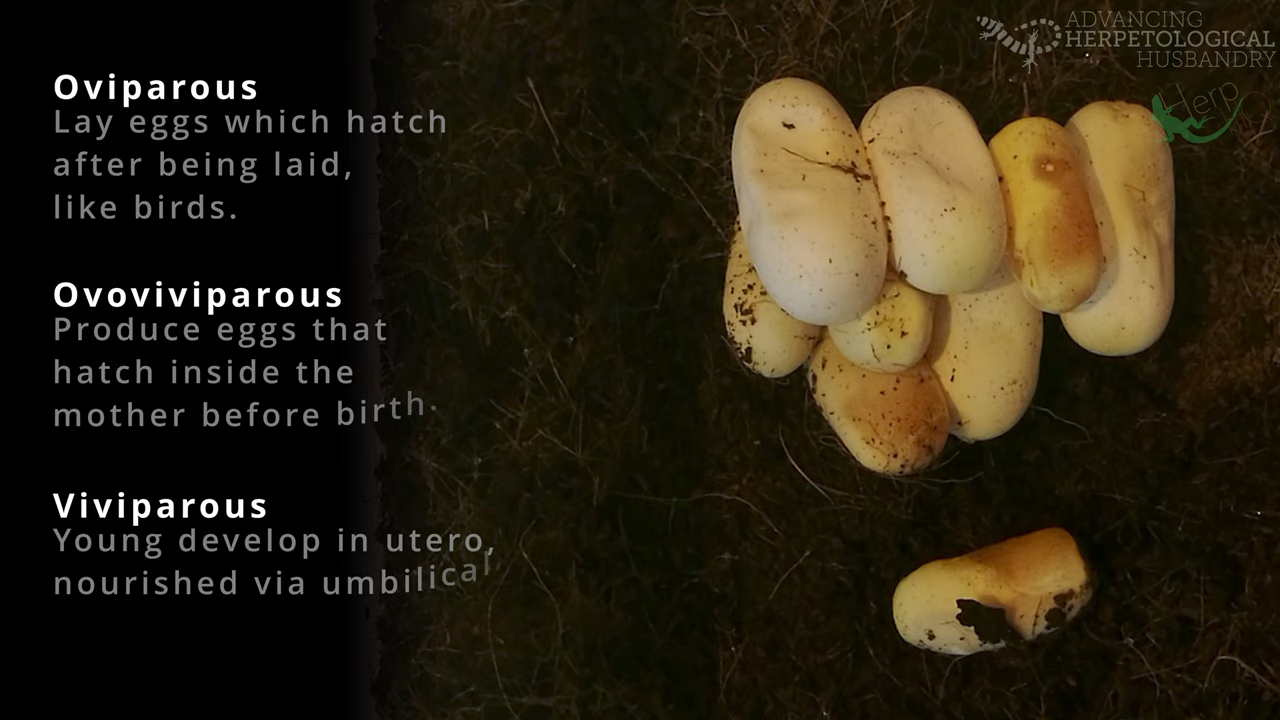 Oviparous
Lay eggs which hatch
after being laid,
like birds.
Ovoviviparous
Produce eggs that
hatch inside the
mother before birth.
Viviparous
Young develop in utero,
nourished via umbilical
ADVANCING
HERPETOLOGICAL
HUSBANDRY
Herp